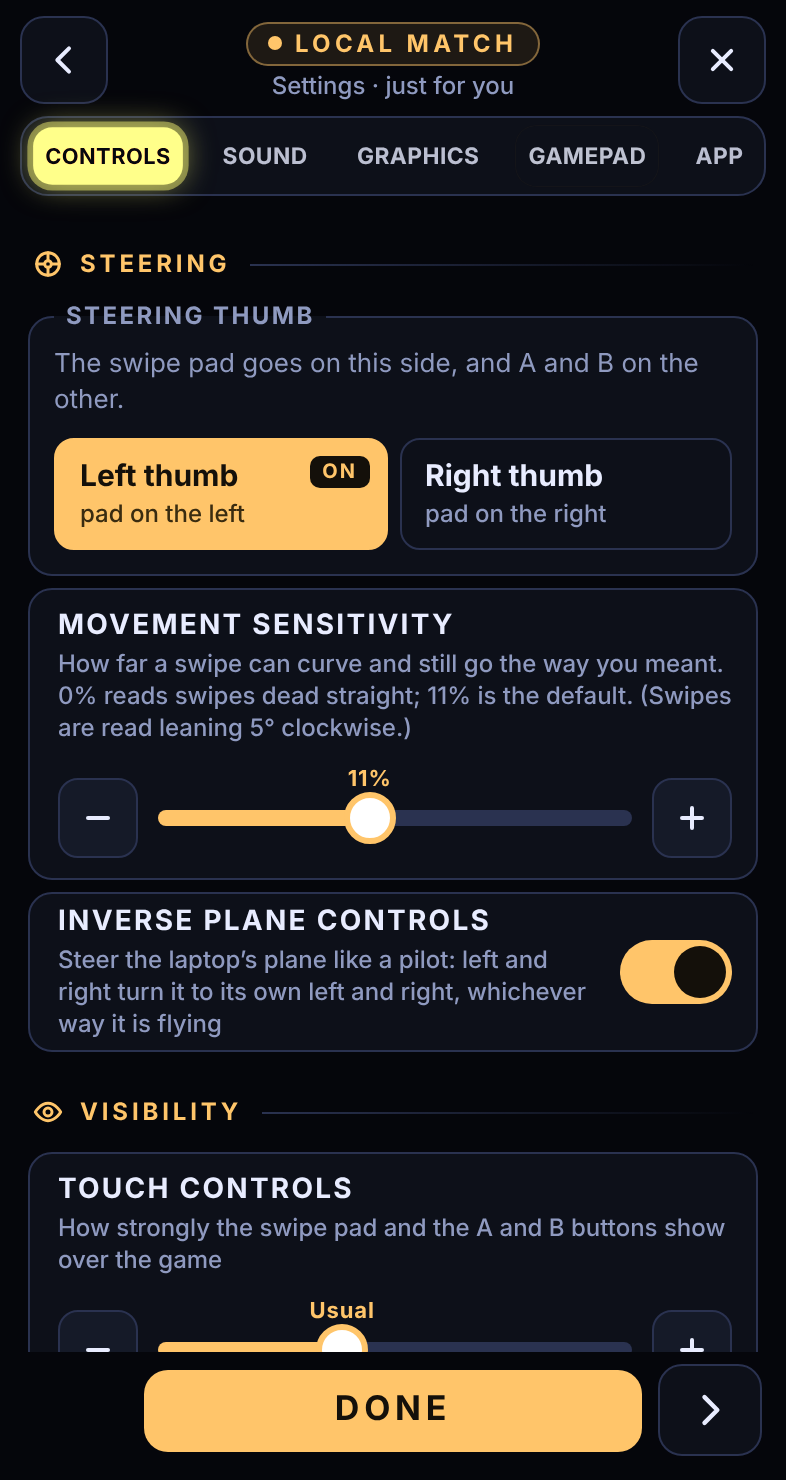 LOCAL MATCH
Settings · just for you
CONTROLS SOUND GRAPHICS GAMEPAD APP
STEERING
STEERING THUMB
The swipe pad goes on this side, and A and B on the
other.
Left thumb ON Right thumb
pad on the left pad on the right
MOVEMENT SENSITIVITY
How far a swipe can curve and still go the way you meant.
0% reads swipes dead straight; 11% is the default. (Swipes
are read leaning 5° clockwise.)
11%
INVERSE PLANE CONTROLS
Steer the laptop’s plane like a pilot: left and
right turn it to its own left and right, whichever
way it is flying
VISIBILITY
TOUCH CONTROLS
How strongly the swipe pad and the A and B buttons show
over the game
Usual
DONE